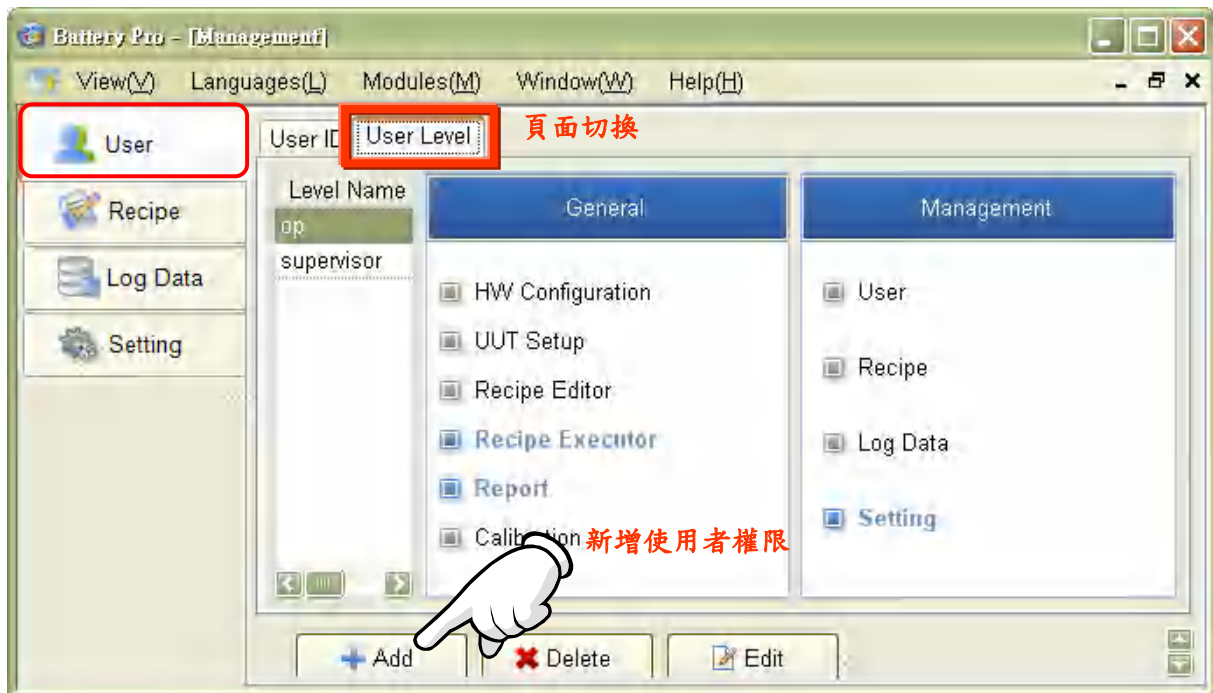 Battery Pro - [Management]
View(V) Languages(L) Modules(M) Window(W) Help(H)
User
Recipe
Log Data
Setting
User ID
User Level
頁面切換
Level Name
op
supervisor
General
HW Configuration
UUT Setup
Recipe Editor
Recipe Executor
Report
Calibration
新增使用者權限
Management
User
Recipe
Log Data
Setting
Add
Delete
Edit